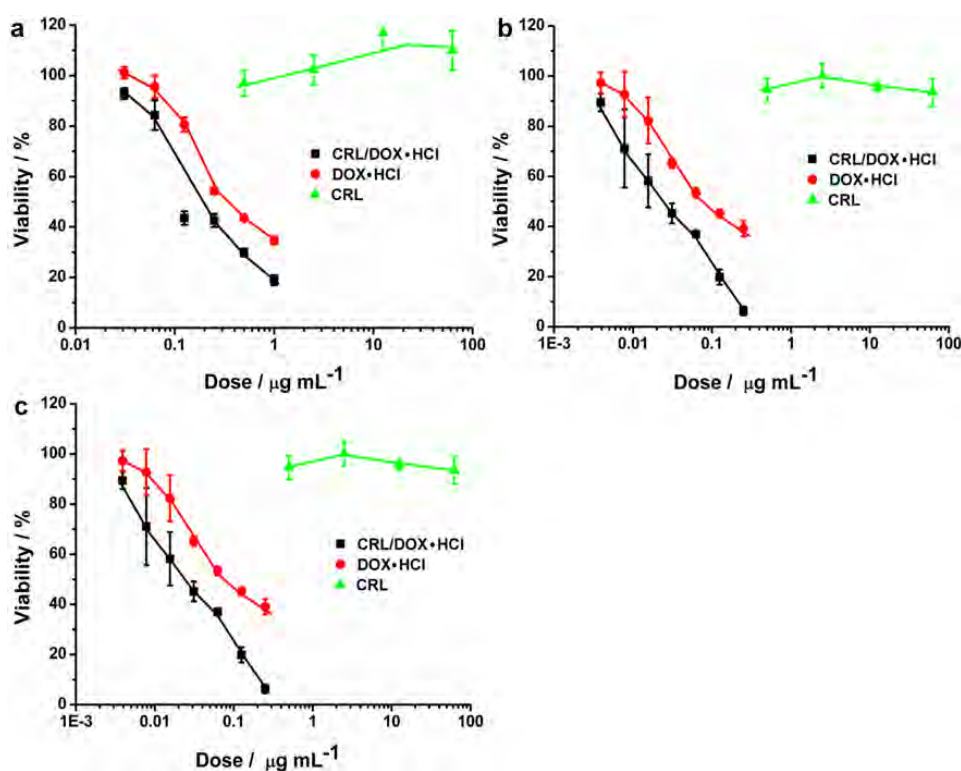 a
120
100
80
60
40
20
0
Viability / %
CRL/DOX•HCl
DOX•HCl
CRL
0.01 0.1 1 10 100
Dose / μg mL-1
b
120
100
80
60
40
20
0
Viability / %
CRL/DOX•HCl
DOX•HCl
CRL
1E-3 0.01 0.1 1 10 100
Dose / μg mL-1
c
120
100
80
60
40
20
0
Viability / %
CRL/DOX•HCl
DOX•HCl
CRL
1E-3 0.01 0.1 1 10 100
Dose / μg mL-1